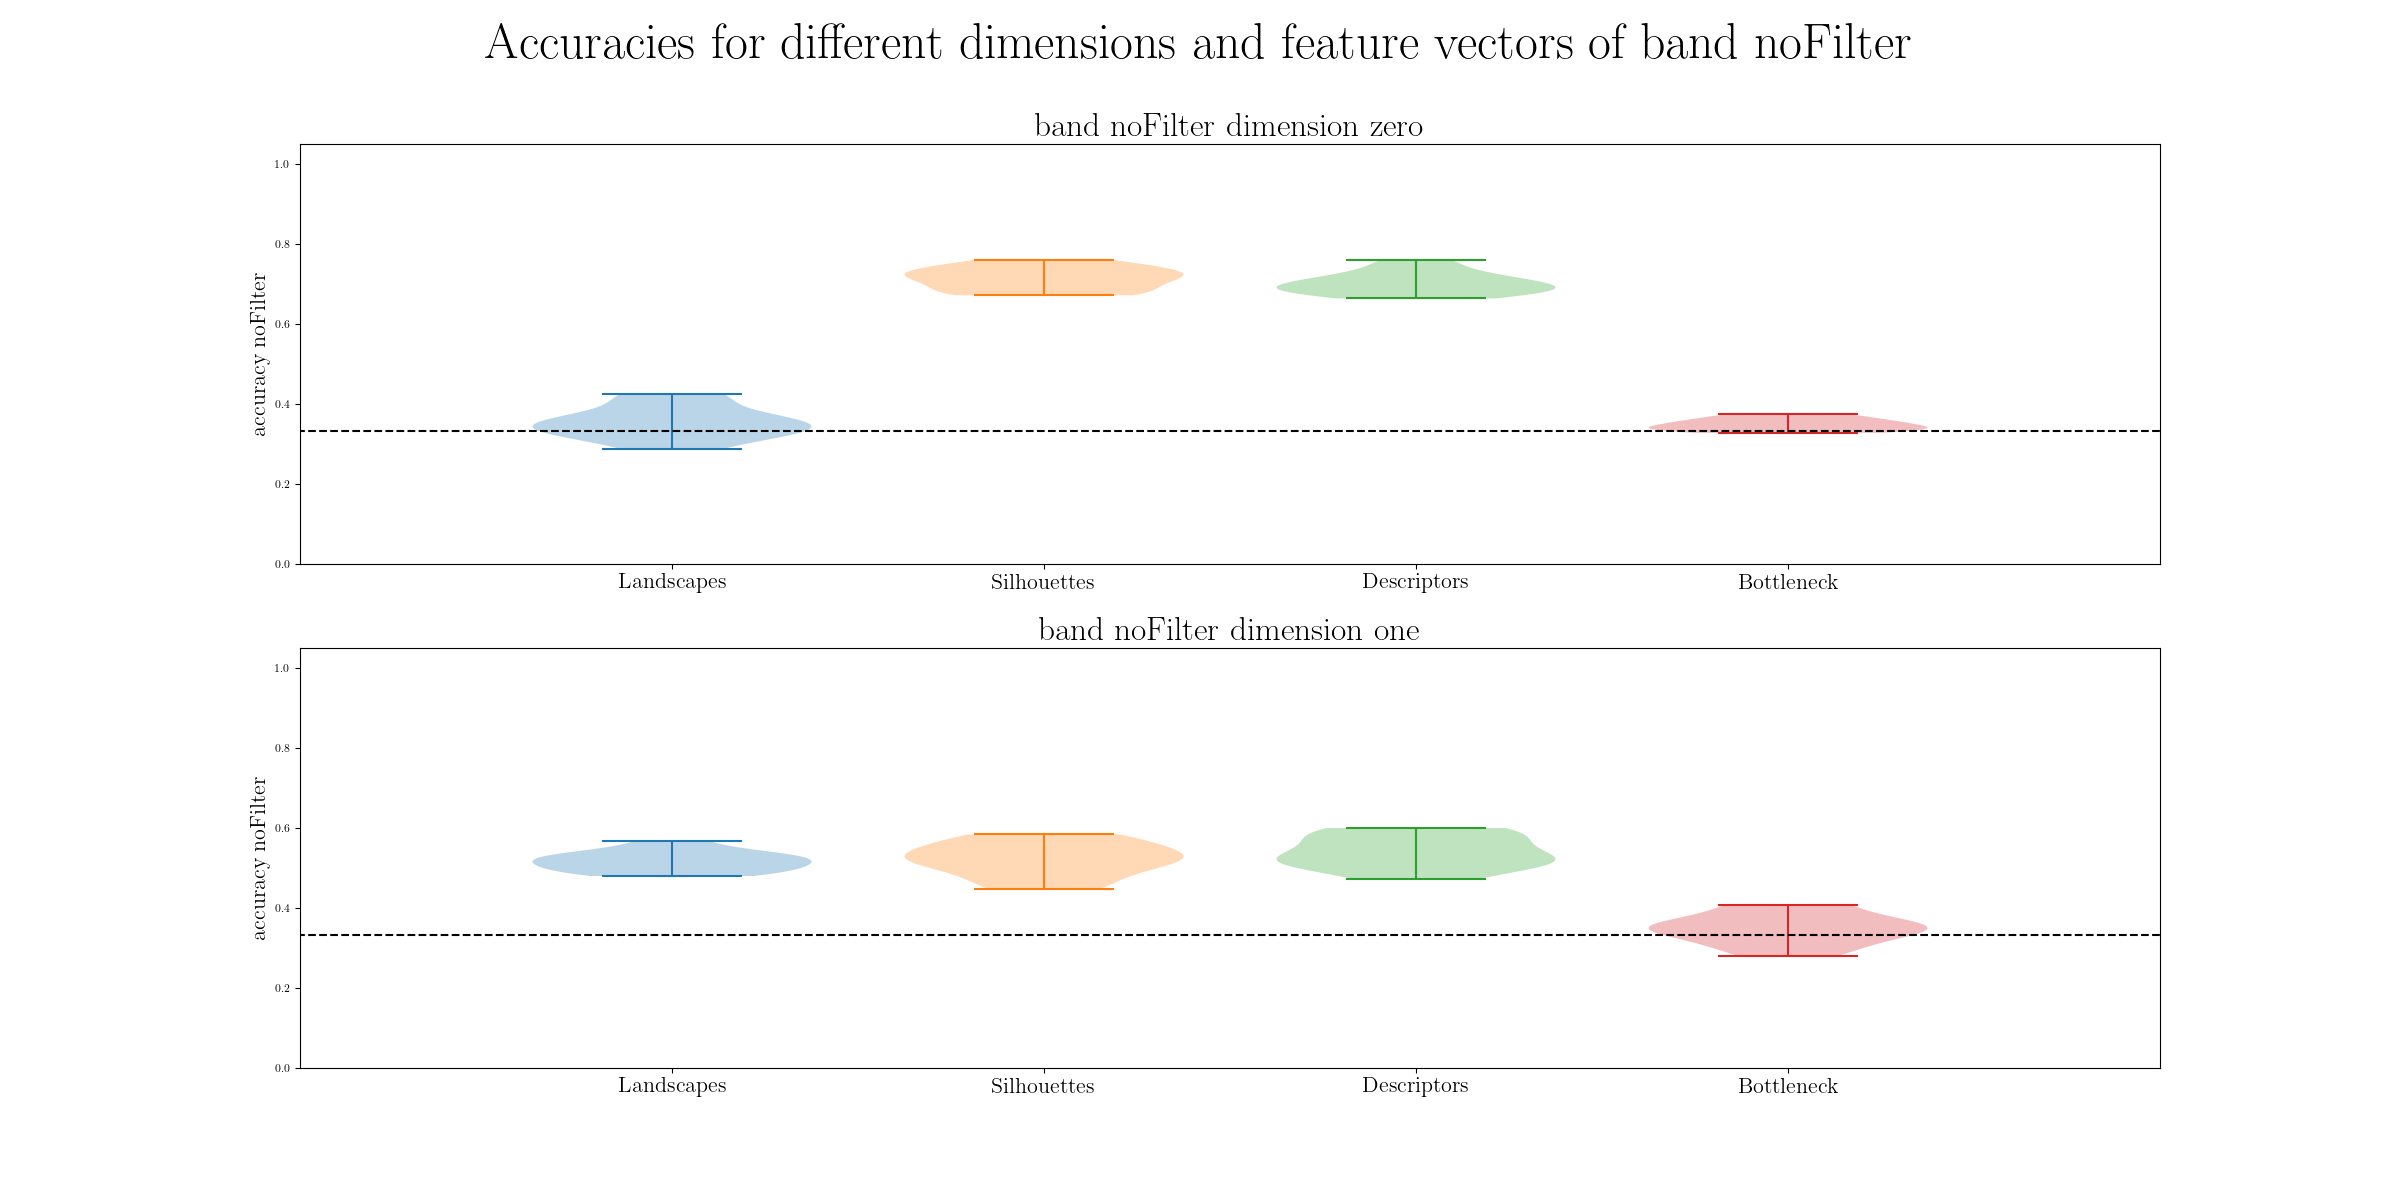 Accuracies for different dimensions and feature vectors of band noFilter
band noFilter dimension zero
accuracy noFilter
1.0
0.8
0.6
0.4
0.2
0.0
Landscapes Silhouettes Descriptors Bottleneck
band noFilter dimension one
accuracy noFilter
1.0
0.8
0.6
0.4
0.2
0.0
Landscapes Silhouettes Descriptors Bottleneck